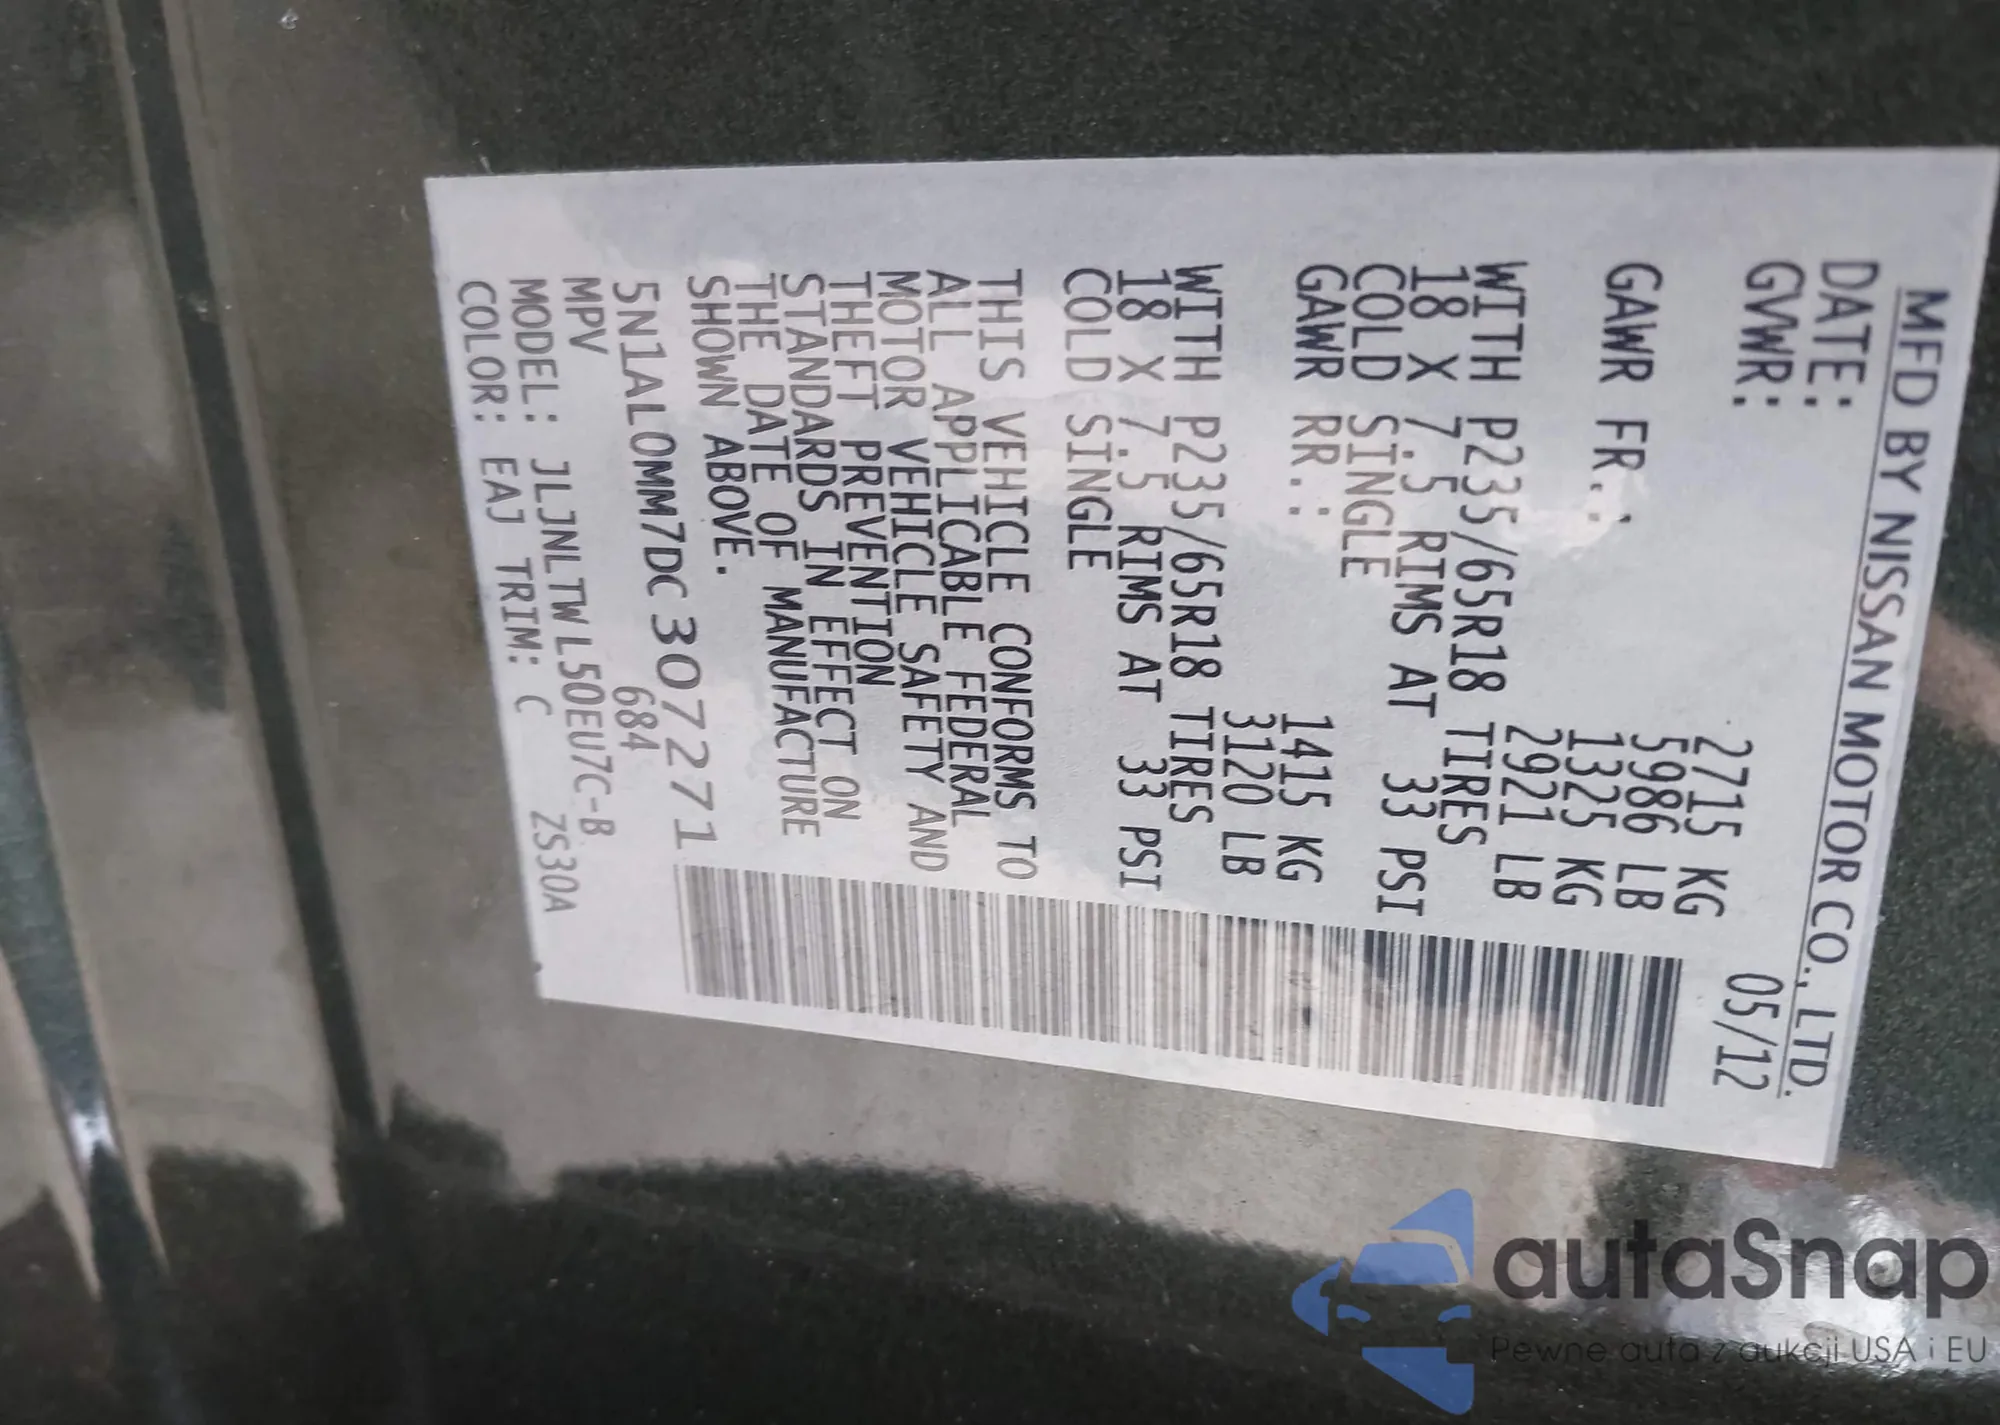 MFD BY NISSAN MOTOR CO., LTD.
DATE: 05/12
GVWR: 2715 KG
5986 LB
GAWR FR.: 1325 KG
2921 LB
WITH P235/65R18 TIRES
18 X 7.5 RIMS AT 33 PSI
COLD SINGLE
GAWR RR.: 1415 KG
3120 LB
WITH P235/65R18 TIRES
18 X 7.5 RIMS AT 33 PSI
COLD SINGLE
THIS VEHICLE CONFORMS TO
ALL APPLICABLE FEDERAL
MOTOR VEHICLE SAFETY AND
THEFT PREVENTION
STANDARDS IN EFFECT ON
THE DATE OF MANUFACTURE
SHOWN ABOVE.
5N1AL0MM7DC307271
MPV 684
MODEL: JLJNLTWL50EU7C-B
COLOR: EAJ TRIM: C ZS30A
autaSnap
Pewne auta z aukcji USA i EU